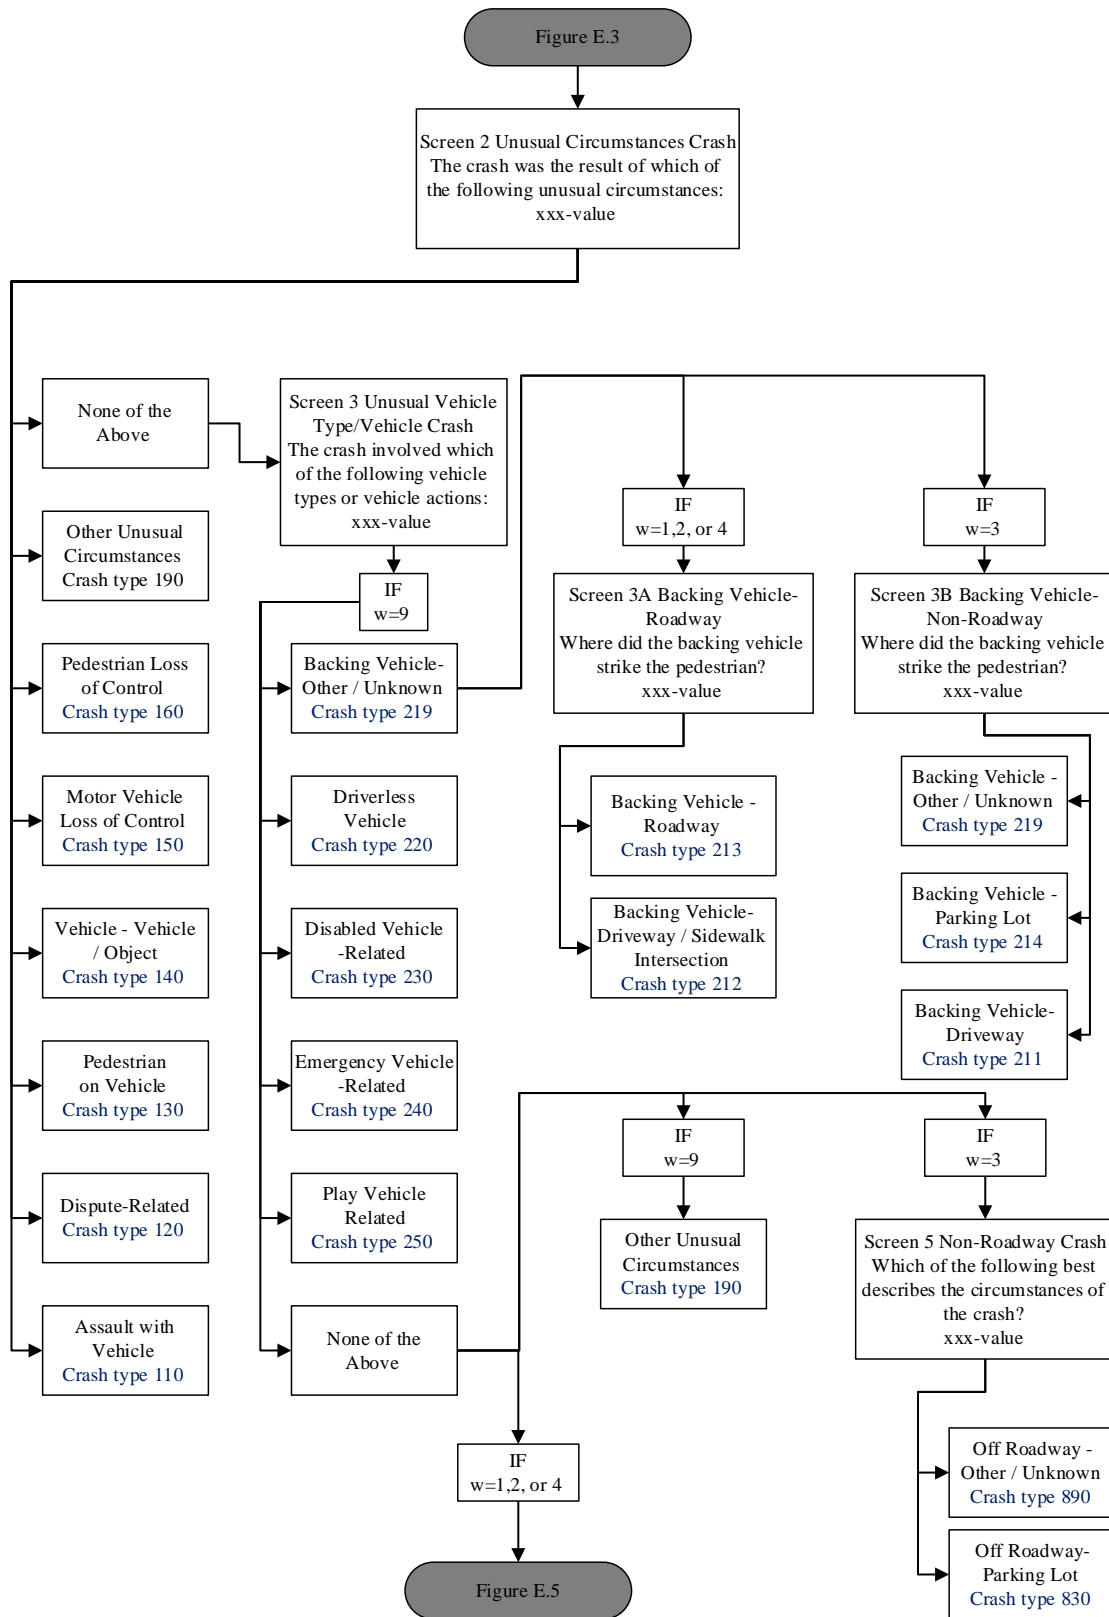 Figure E.3
Screen 2 Unusual Circumstances Crash
The crash was the result of which of
the following unusual circumstances:
xxx-value
None of the
Above
Other Unusual
Circumstances
Crash type 190
Pedestrian Loss
of Control
Crash type 160
Motor Vehicle
Loss of Control
Crash type 150
Vehicle - Vehicle
/ Object
Crash type 140
Pedestrian
on Vehicle
Crash type 130
Dispute-Related
Crash type 120
Assault with
Vehicle
Crash type 110
Screen 3 Unusual Vehicle
Type/Vehicle Crash
The crash involved which
of the following vehicle
types or vehicle actions:
xxx-value
IF
w=9
Backing Vehicle-
Other / Unknown
Crash type 219
Driverless
Vehicle
Crash type 220
Disabled Vehicle
-Related
Crash type 230
Emergency Vehicle
-Related
Crash type 240
Play Vehicle
Related
Crash type 250
None of the
Above
IF
w=1,2, or 4
Screen 3A Backing Vehicle-
Roadway
Where did the backing vehicle
strike the pedestrian?
xxx-value
Backing Vehicle -
Roadway
Crash type 213
Backing Vehicle-
Driveway / Sidewalk
Intersection
Crash type 212
IF
w=3
Screen 3B Backing Vehicle-
Non-Roadway
Where did the backing vehicle
strike the pedestrian?
xxx-value
Backing Vehicle -
Other / Unknown
Crash type 219
Backing Vehicle -
Parking Lot
Crash type 214
Backing Vehicle-
Driveway
Crash type 211
IF
w=9
Other Unusual
Circumstances
Crash type 190
IF
w=3
Screen 5 Non-Roadway Crash
Which of the following best
describes the circumstances of
the crash?
xxx-value
Off Roadway -
Other / Unknown
Crash type 890
Off Roadway-
Parking Lot
Crash type 830
IF
w=1,2, or 4
Figure E.5